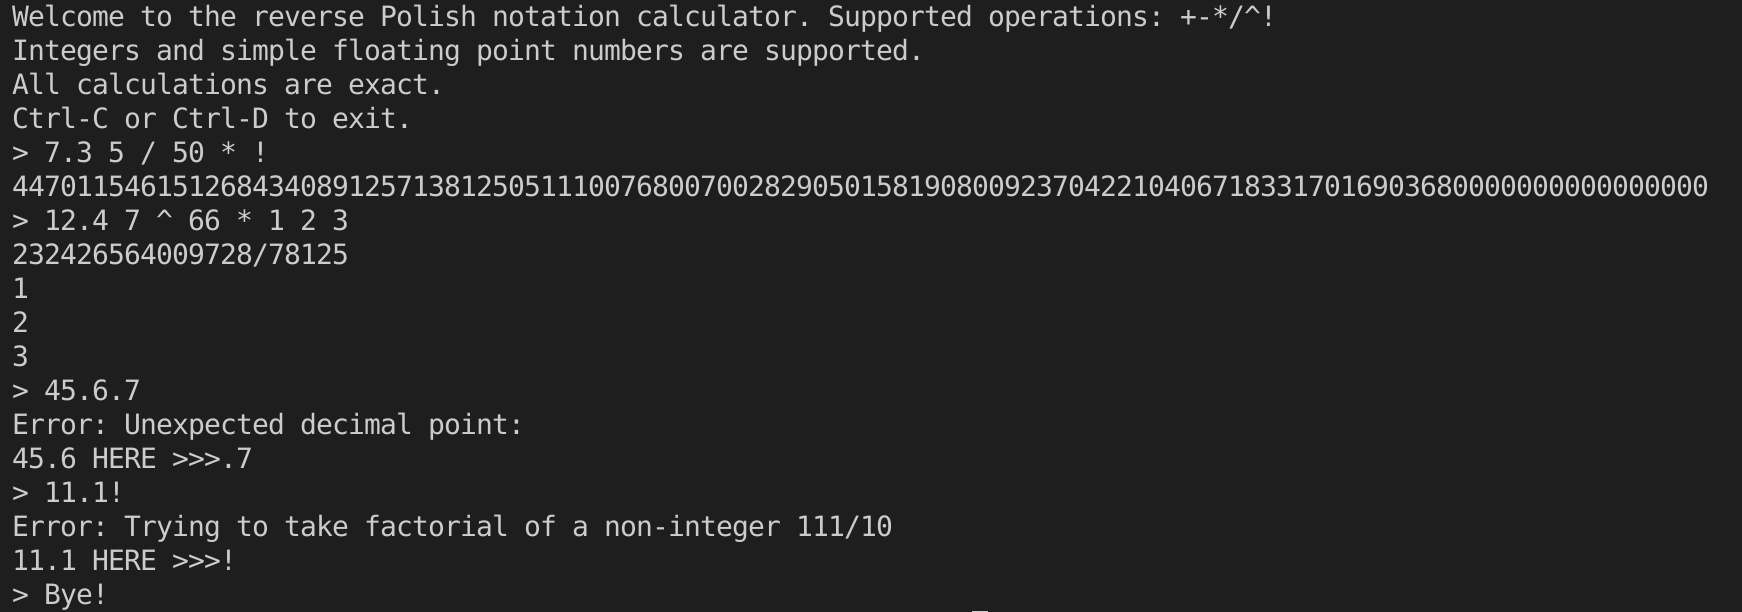 Welcome to the reverse Polish notation calculator. Supported operations: +-*/^!
Integers and simple floating point numbers are supported.
All calculations are exact.
Ctrl-C or Ctrl-D to exit.
> 7.3 5 / 50 * !
4470115461512684340891257138125051110076800700282905015819080092370422104067183317016903680000000000000000
> 12.4 7 ^ 66 * 1 2 3
232426564009728/78125
1
2
3
> 45.6.7
Error: Unexpected decimal point:
45.6 HERE >>>.7
> 11.1!
Error: Trying to take factorial of a non-integer 111/10
11.1 HERE >>>!
> Bye!